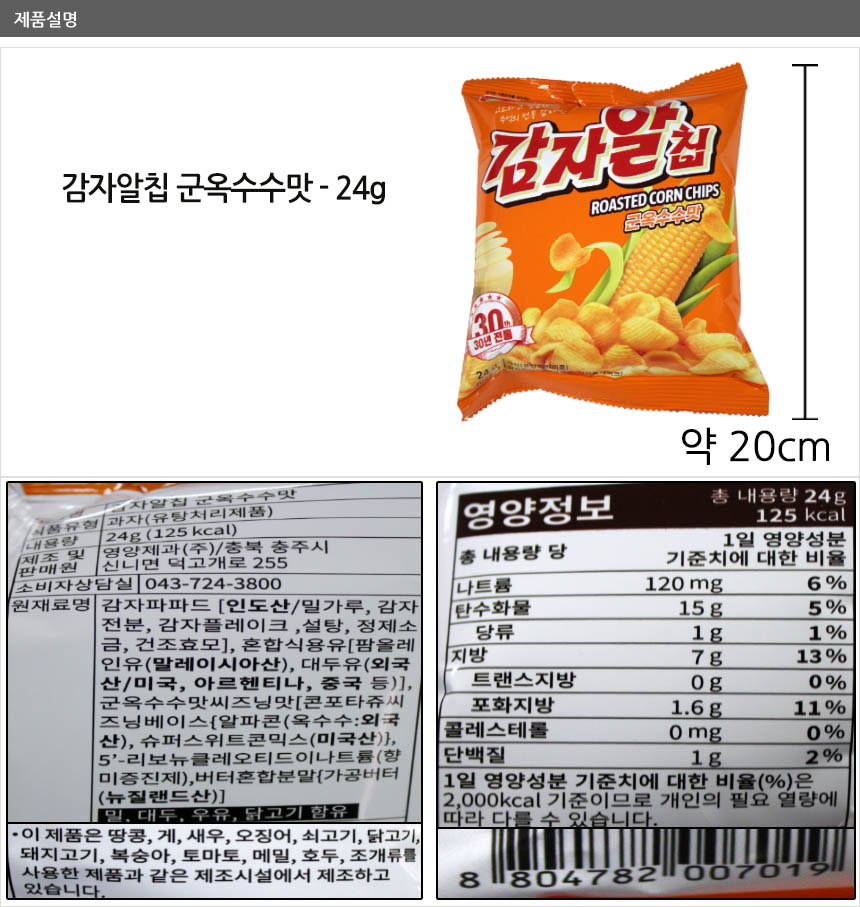 제품설명
감자알칩 군옥수수맛 - 24g
감자알칩
ROASTED CORN CHIPS
군옥수수맛
30th
30년 전통
24g
약 20cm
감자알칩 군옥수수맛
식품유형 과자(유탕처리제품)
내용량 24g (125 kcal)
제조 및 판매원 영양제과(주)/충북 충주시
신니면 덕고개로 255
소비자상담실 043-724-3800
원재료명 감자파파드 [인도산/밀가루, 감자
전분, 감자플레이크 ,설탕, 정제소
금, 건조효모], 혼합식용유[팜올레
인유(말레이시아산), 대두유(외국
산/미국, 아르헨티나, 중국 등)],
군옥수수맛씨즈닝맛[콘포타쥬씨
즈닝베이스{알파콘(옥수수:외국
산), 슈퍼스위트콘믹스(미국산)},
5'-리보뉴클레오티드이나트륨(향
미증진제),버터혼합분말{가공버터
(뉴질랜드산)]
밀, 대두, 우유, 닭고기 함유
•이 제품은 땅콩, 게, 새우, 오징어, 쇠고기, 닭고기,
돼지고기, 복숭아, 토마토, 메밀, 호두, 조개류를
사용한 제품과 같은 제조시설에서 제조하고
있습니다.
영양정보
총 내용량 24g
125 kcal
총 내용량 당
1일 영양성분
기준치에 대한 비율
나트륨 120 mg 6%
탄수화물 15 g 5%
당류 1 g 1%
지방 7 g 13%
트랜스지방 0 g 0%
포화지방 1.6 g 11%
콜레스테롤 0 mg 0%
단백질 1 g 2%
1일 영양성분 기준치에 대한 비율(%)은
2,000kcal 기준이므로 개인의 필요 열량에
따라 다를 수 있습니다.
8 804782 007019